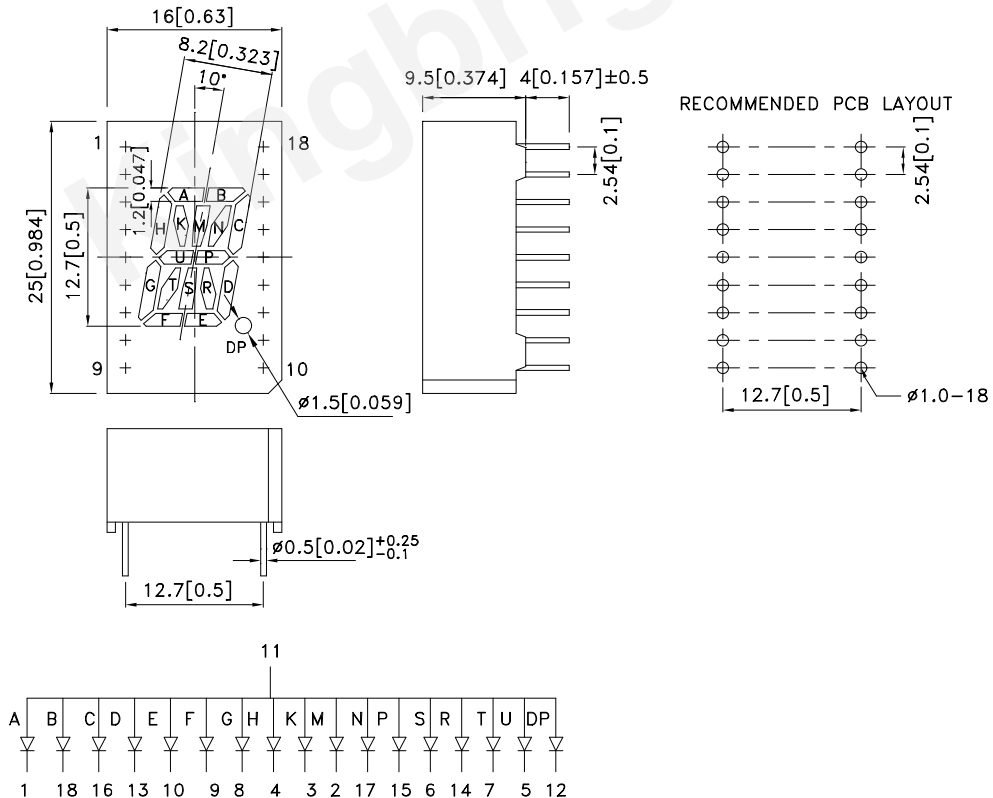 Kingbright
16[0.63]
8.2[0.323]
10°
9.5[0.374] 4[0.157]±0.5
RECOMMENDED PCB LAYOUT
1
18
2.54[0.1]
2.54[0.1]
1.2[0.047]
A B
H K M N C
U P
G T S R D
F E
25[0.984]
12.7[0.5]
DP
9
10
ø1.5[0.059]
12.7[0.5]
ø1.0-18
ø0.5[0.02]+0.25 -0.1
12.7[0.5]
11
A B C D E F G H K M N P S R T U DP
1 18 16 13 10 9 8 4 3 2 17 15 6 14 7 5 12